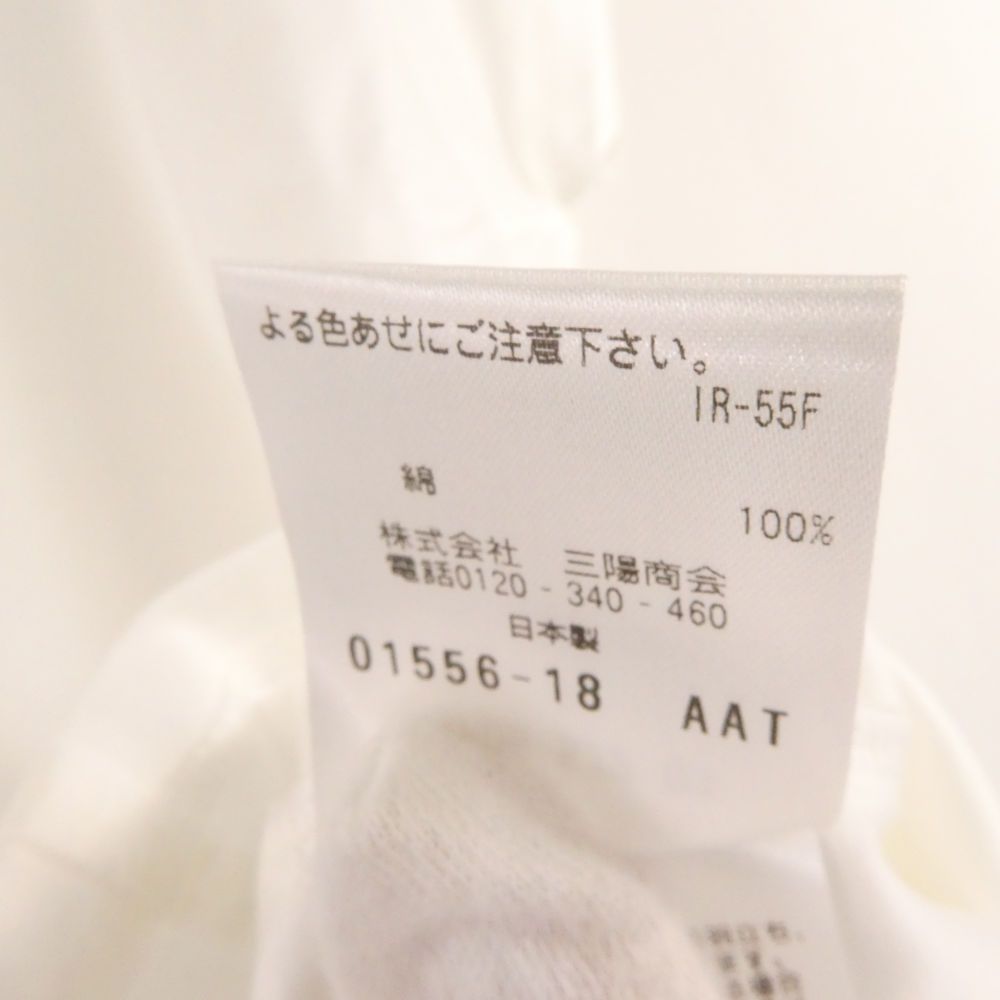 よる色あせにご注意下さい。
IR-55F
綿 100%
株式会社 三陽商会
電話0120-340-460
日本製
01556-18 AAT